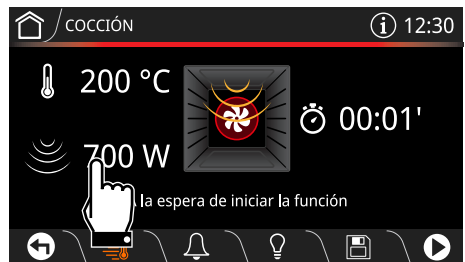 COCCIÓN
i 12:30
200 °C
00:01'
700 W
la espera de iniciar la función